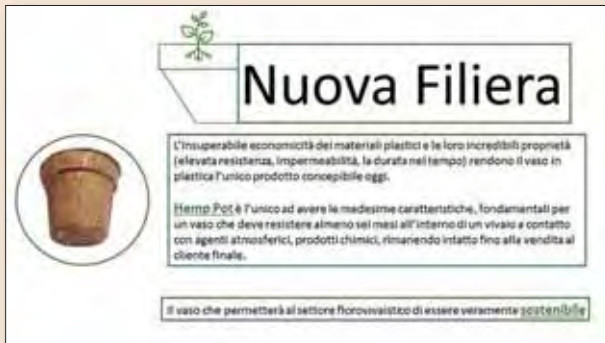 Nuova Filiera
L'insuperabile economicità dei materiali plastici e le loro incredibili proprietà
(elevata resistenza, impermeabilità, la durata nel tempo) rendono il vaso in
plastica l'unico prodotto concepibile oggi.
Hemp Pot è l'unico ad avere le medesime caratteristiche, fondamentali per
un vaso che deve resistere almeno sei mesi all'interno di un vivaio a contatto
con agenti atmosferici, prodotti chimici, rimanendo intatto fino alla vendita al
cliente finale.
Il vaso che permetterà al settore florovivaistico di essere veramente sostenibile